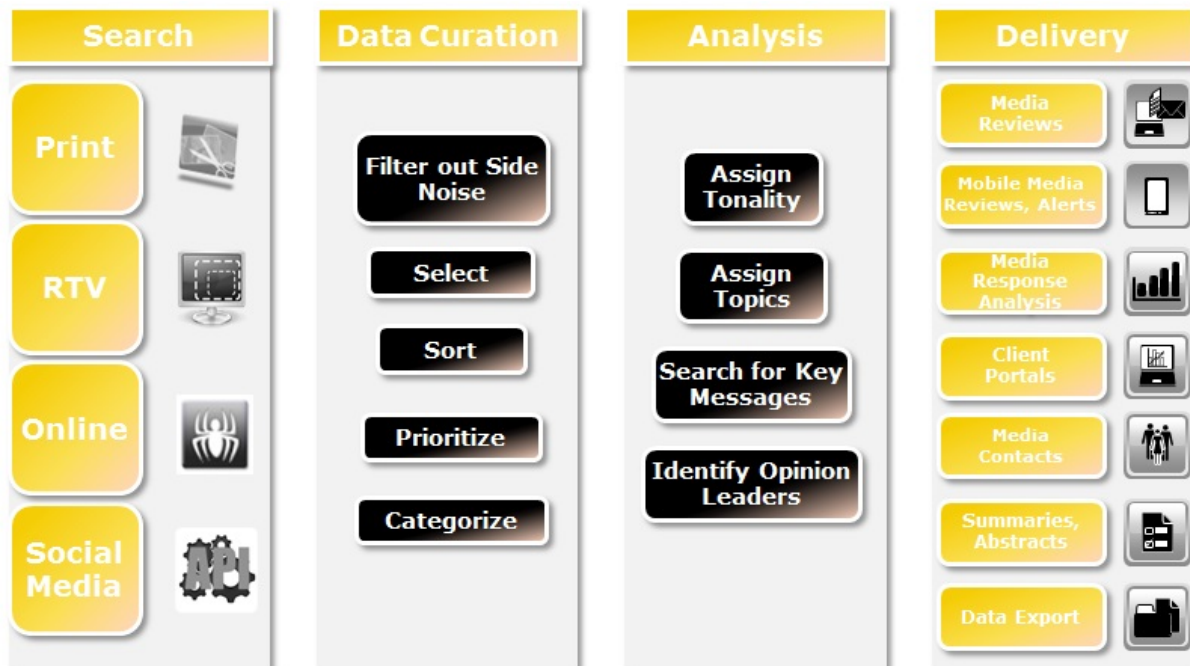 Search
Print
RTV
Online
Social
Media
API
Data Curation
Filter out Side
Noise
Select
Sort
Prioritize
Categorize
Analysis
Assign
Tonality
Assign
Topics
Search for Key
Messages
Identify Opinion
Leaders
Delivery
Media
Reviews
Mobile Media
Reviews, Alerts
Media
Response
Analysis
Client
Portals
Media
Contacts
Summaries,
Abstracts
Data Export